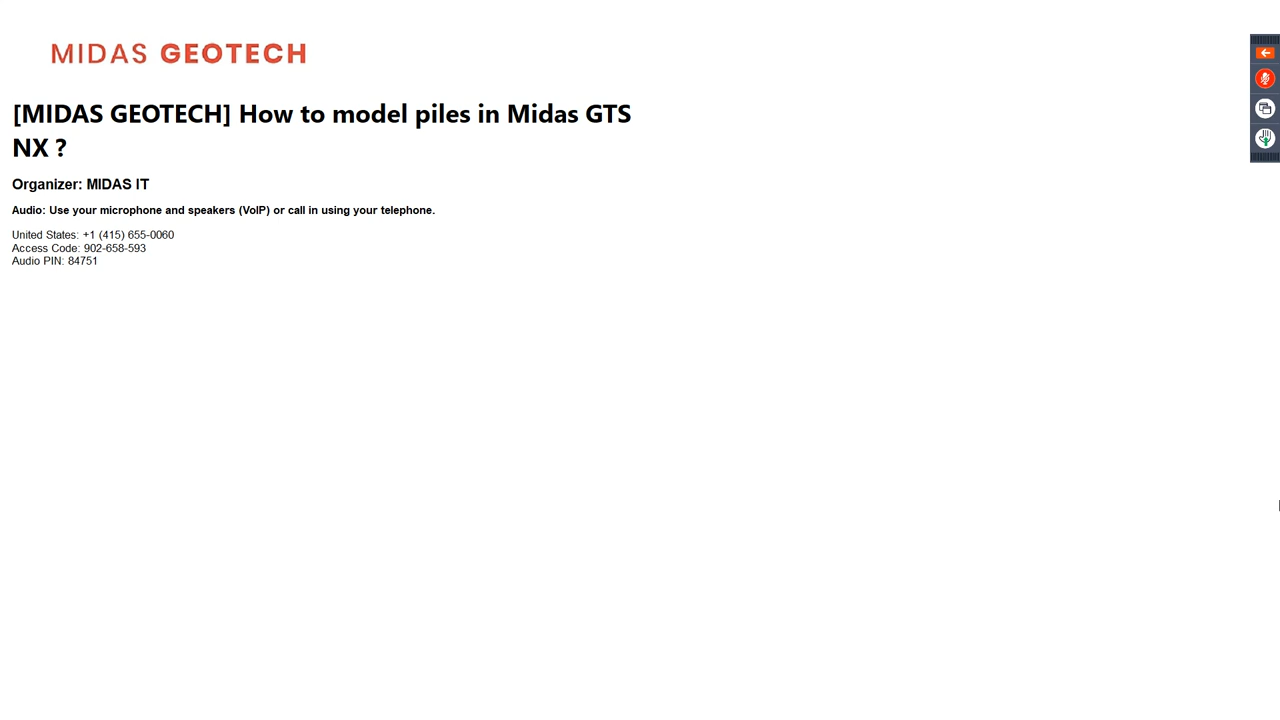 MIDAS GEOTECH
[MIDAS GEOTECH] How to model piles in Midas GTS
NX ?
Organizer: MIDAS IT
Audio: Use your microphone and speakers (VoIP) or call in using your telephone.
United States: +1 (415) 655-0060
Access Code: 902-658-593
Audio PIN: 84751